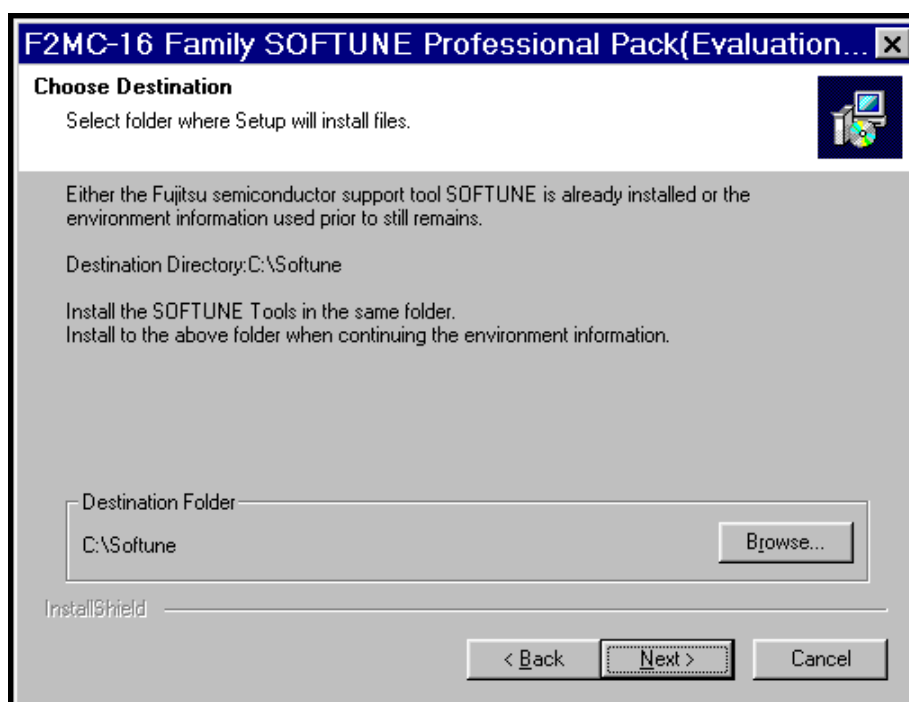 F2MC-16 Family SOFTUNE Professional Pack(Evaluation...
Choose Destination
Select folder where Setup will install files.
Either the Fujitsu semiconductor support tool SOFTUNE is already installed or the
environment information used prior to still remains.
Destination Directory:C:\Softune
Install the SOFTUNE Tools in the same folder.
Install to the above folder when continuing the environment information.
Destination Folder
C:\Softune
Browse...
InstallShield
< Back
Next >
Cancel